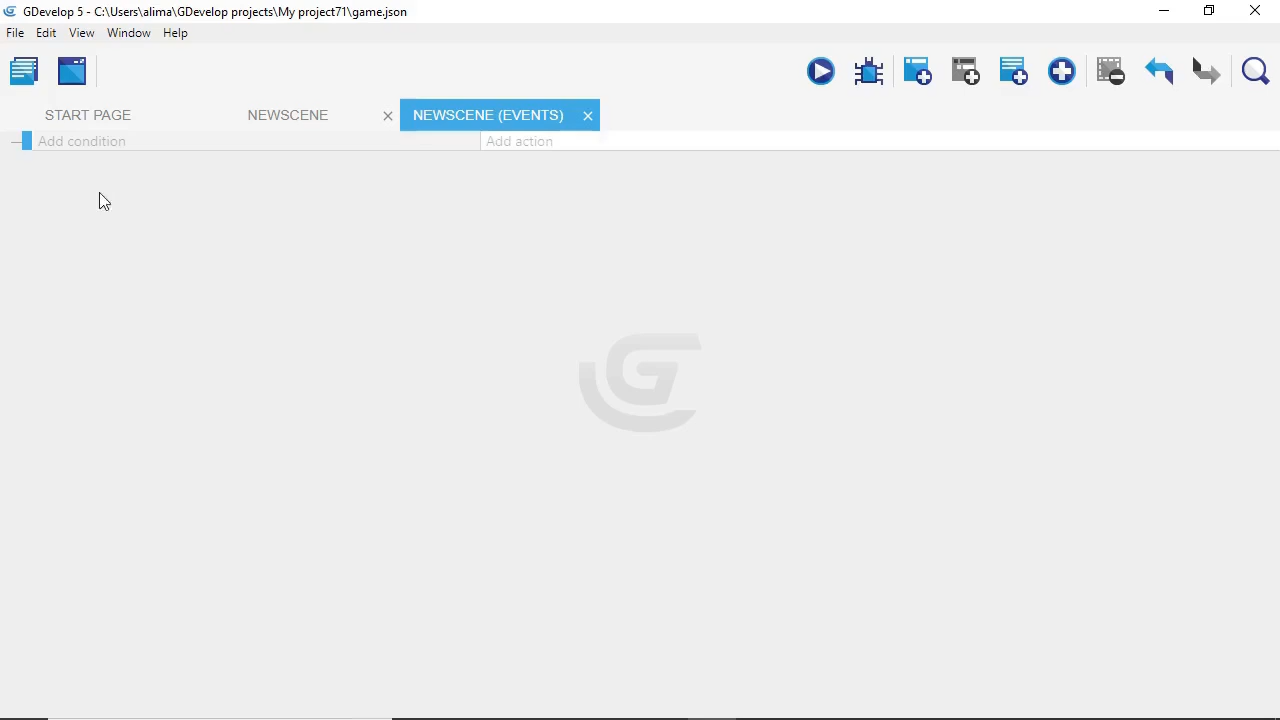 GDevelop 5 - C:\Users\alima\GDevelop projects\My project71\game.json
File Edit View Window Help
START PAGE NEWSCENE NEWSCENE (EVENTS)
Add condition Add action